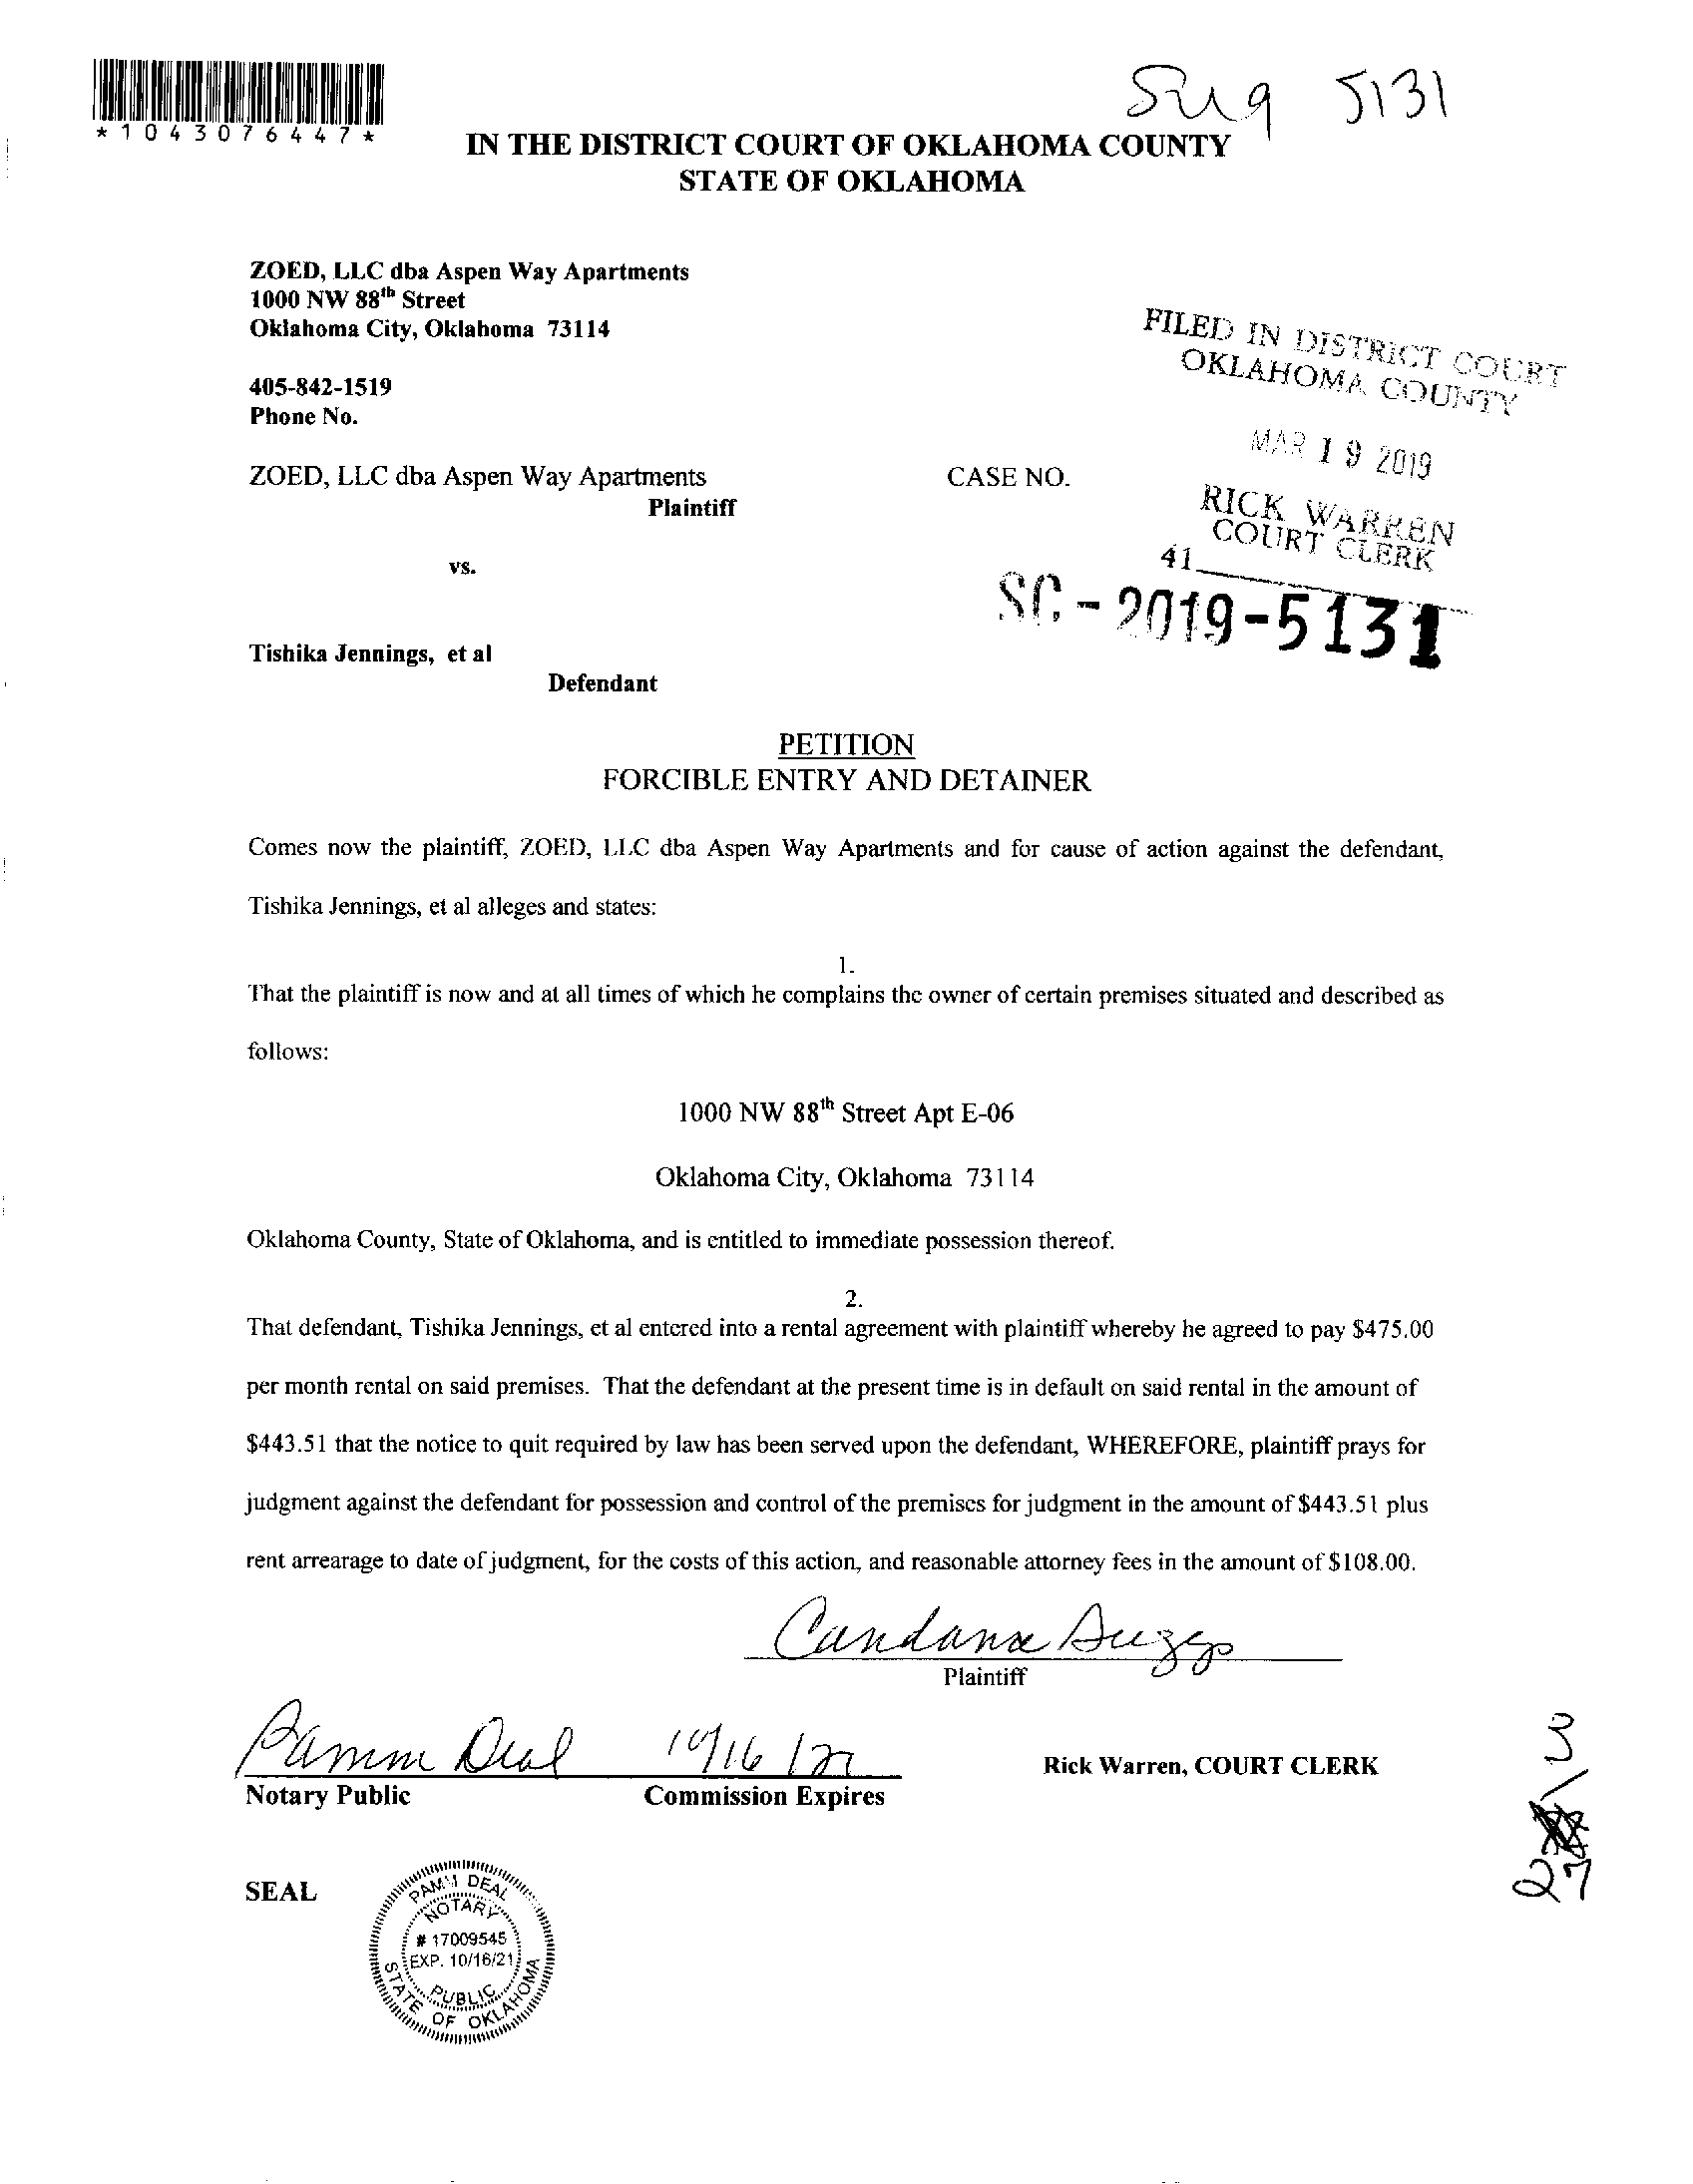 *1043076447*
5131
IN THE DISTRICT COURT OF OKLAHOMA COUNTY
STATE OF OKLAHOMA
ZOED, LLC dba Aspen Way Apartments
1000 NW 88th Street
Oklahoma City, Oklahoma 73114
405-842-1519
Phone No.
FILED IN DISTRICT COURT
OKLAHOMA COUNTY
MAR 19 2019
RICK WARREN
COURT CLERK
41
ZOED, LLC dba Aspen Way Apartments
Plaintiff
CASE NO.
SC-2019-5131
vs.
Tishika Jennings, et al
Defendant
PETITION
FORCIBLE ENTRY AND DETAINER
Comes now the plaintiff, ZOED, LLC dba Aspen Way Apartments and for cause of action against the defendant,
Tishika Jennings, et al alleges and states:
1.
That the plaintiff is now and at all times of which he complains the owner of certain premises situated and described as
follows:
1000 NW 88th Street Apt E-06
Oklahoma City, Oklahoma 73114
Oklahoma County, State of Oklahoma, and is entitled to immediate possession thereof.
2.
That defendant, Tishika Jennings, et al entered into a rental agreement with plaintiff whereby he agreed to pay $475.00
per month rental on said premises. That the defendant at the present time is in default on said rental in the amount of
$443.51 that the notice to quit required by law has been served upon the defendant, WHEREFORE, plaintiff prays for
judgment against the defendant for possession and control of the premises for judgment in the amount of $443.51 plus
rent arrearage to date of judgment, for the costs of this action, and reasonable attorney fees in the amount of $108.00.
Plaintiff
Pamm Deal 10/16/21
Notary Public Commission Expires
Rick Warren, COURT CLERK
3
27
SEAL
PAMM DEAL
NOTARY
# 17009545
EXP. 10/16/21
PUBLIC
STATE OF OKLAHOMA